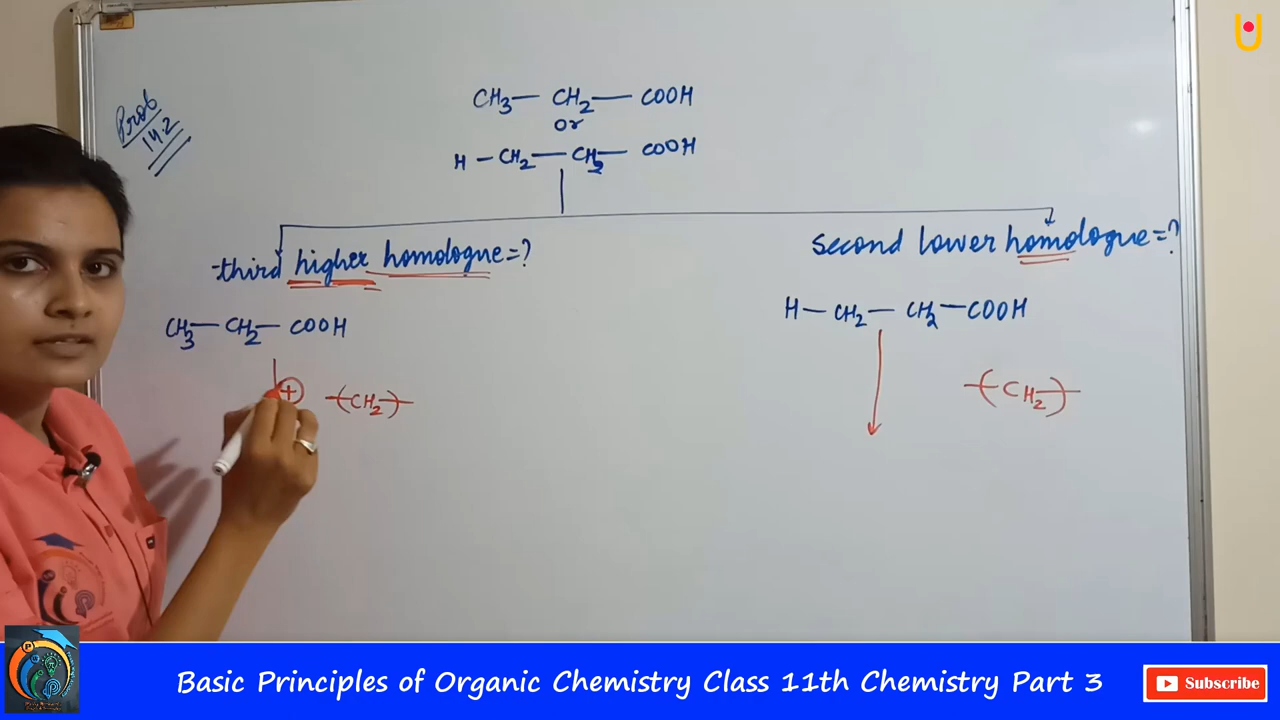 Prob
14.2
CH3— CH2— COOH
Or
H — CH2— CH2— COOH
third higher homologue=?
second lower homologue=?
CH3— CH2— COOH
H— CH2— CH2—COOH
+ —(CH2)—
—(CH2)—
Basic Principles of Organic Chemistry Class 11th Chemistry Part 3
Subscribe